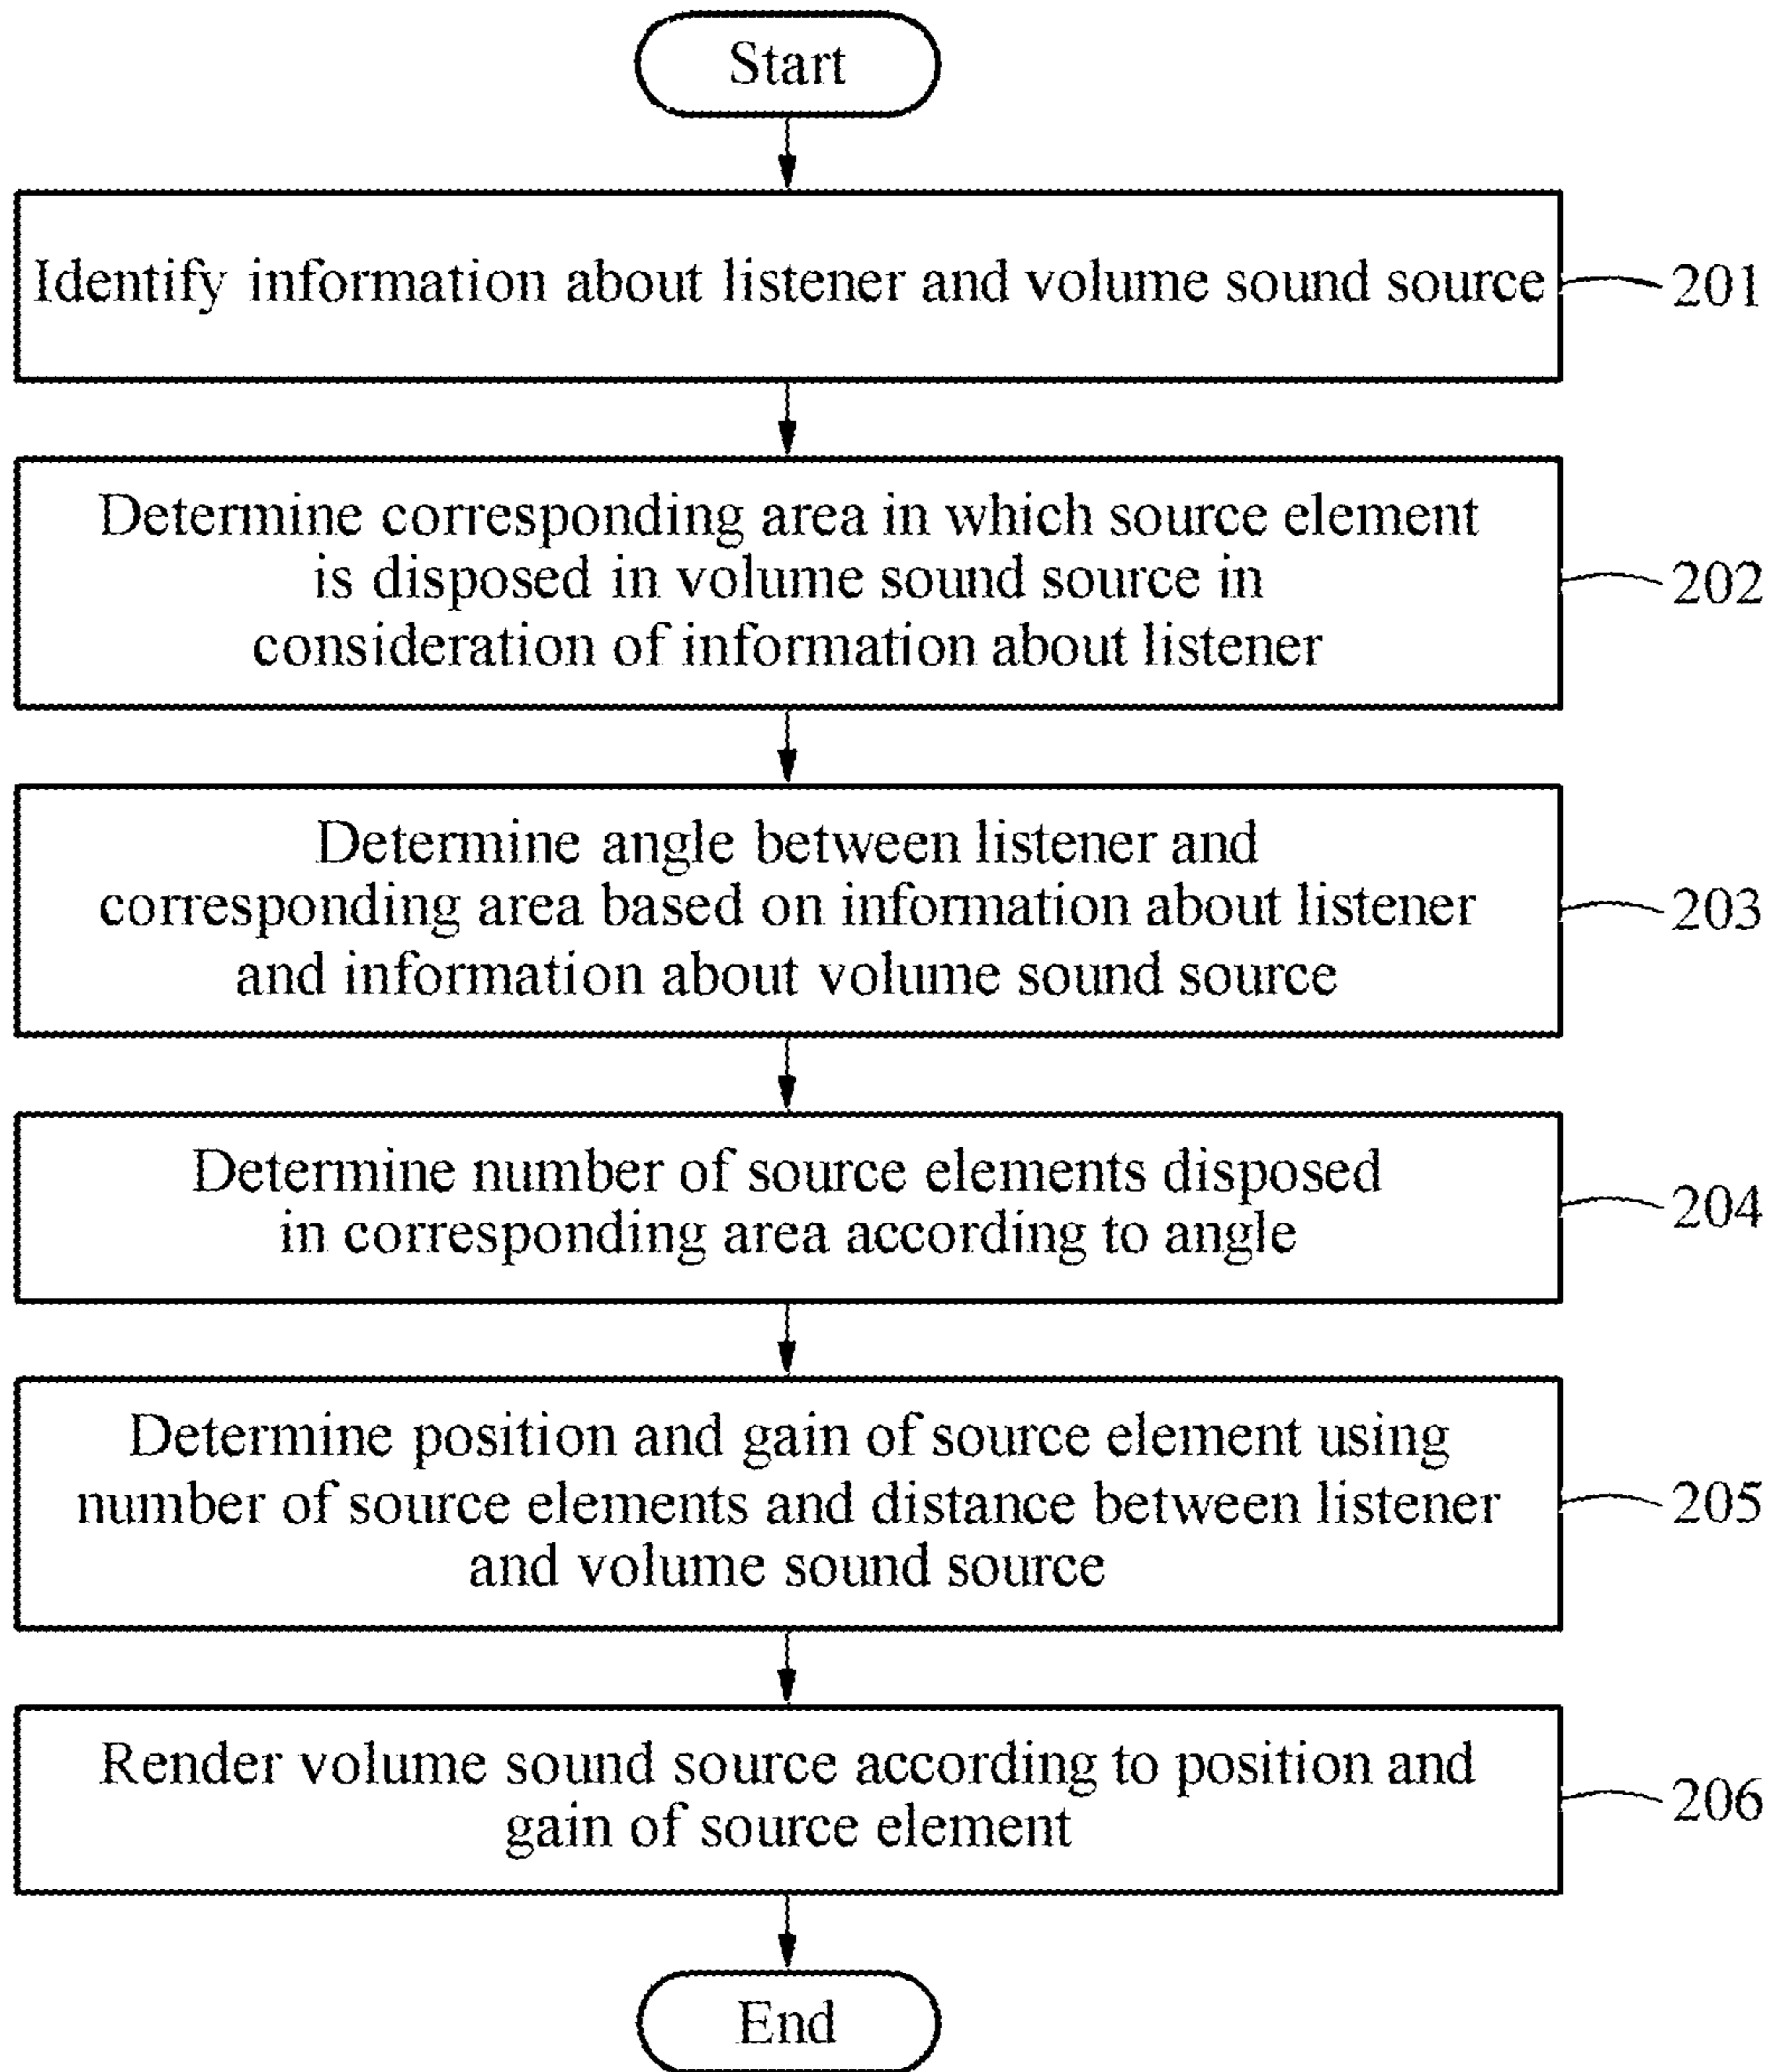 Start
Identify information about listener and volume sound source
201
Determine corresponding area in which source element
is disposed in volume sound source in
consideration of information about listener
202
Determine angle between listener and
corresponding area based on information about listener
and information about volume sound source
203
Determine number of source elements disposed
in corresponding area according to angle
204
Determine position and gain of source element using
number of source elements and distance between listener
and volume sound source
205
Render volume sound source according to position and
gain of source element
206
End